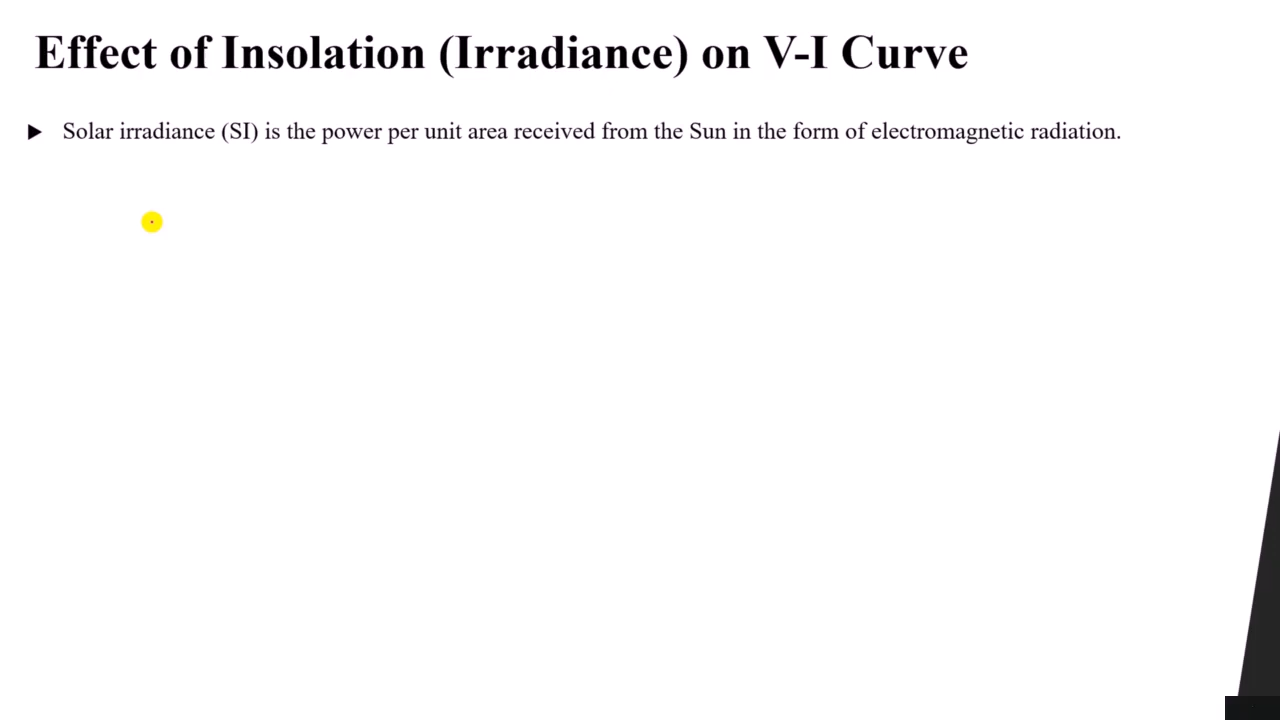 Effect of Insolation (Irradiance) on V-I Curve
Solar irradiance (SI) is the power per unit area received from the Sun in the form of electromagnetic radiation.